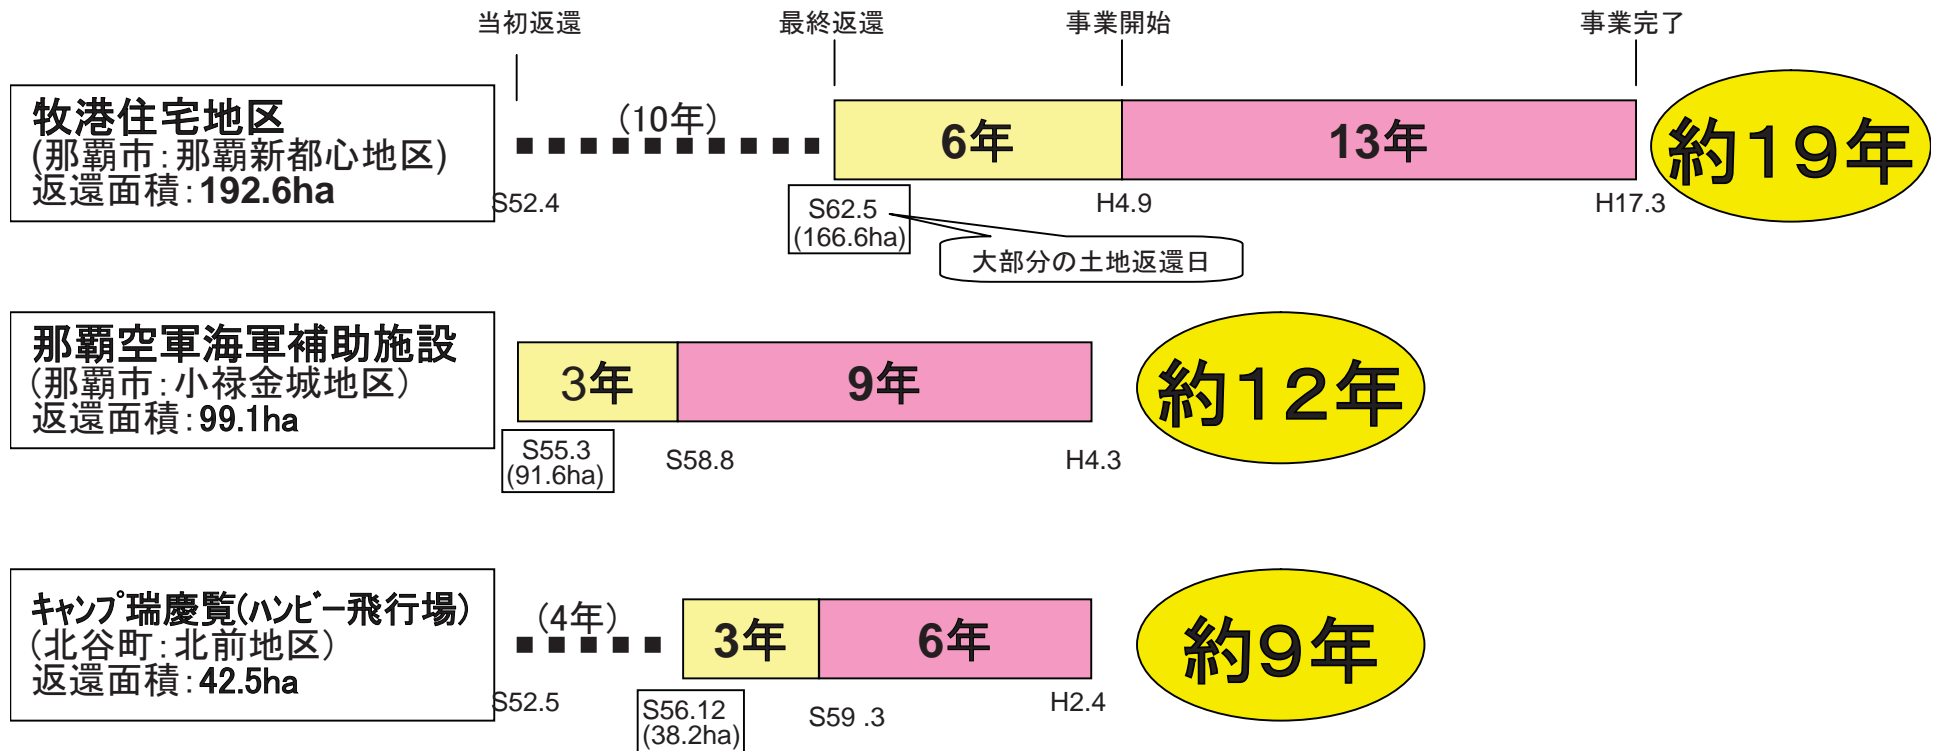 当初返還
最終返還
事業開始
事業完了
牧港住宅地区
(那覇市:那覇新都心地区)
返還面積:192.6ha
(10年)
6年
13年
約19年
S52.4
S62.5
(166.6ha)
H4.9
H17.3
大部分の土地返還日
那覇空軍海軍補助施設
(那覇市:小禄金城地区)
返還面積:99.1ha
3年
9年
約12年
S55.3
(91.6ha)
S58.8
H4.3
キャンプ瑞慶覧(ハンビー飛行場)
(北谷町:北前地区)
返還面積:42.5ha
(4年)
3年
6年
約9年
S52.5
S56.12
(38.2ha)
S59 .3
H2.4